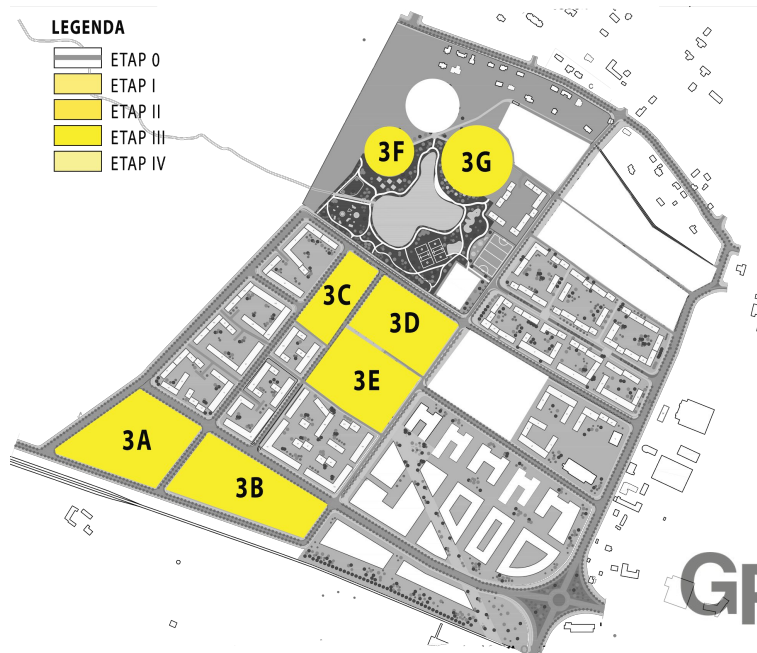 LEGENDA
ETAP 0
ETAP I
ETAP II
ETAP III
ETAP IV
3F
3G
3C
3D
3E
3A
3B
GP